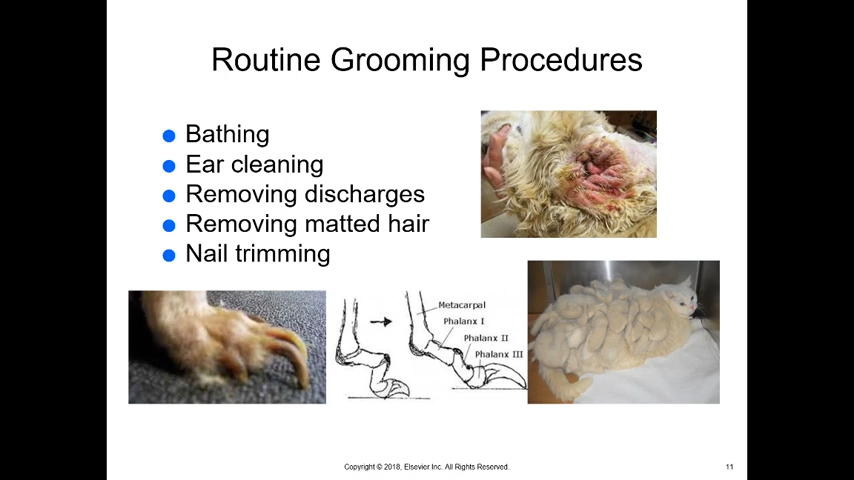 Routine Grooming Procedures
Bathing
Ear cleaning
Removing discharges
Removing matted hair
Nail trimming
Metacarpal
Phalanx I
Phalanx II
Phalanx III
Copyright © 2018, Elsevier Inc. All Rights Reserved.
11